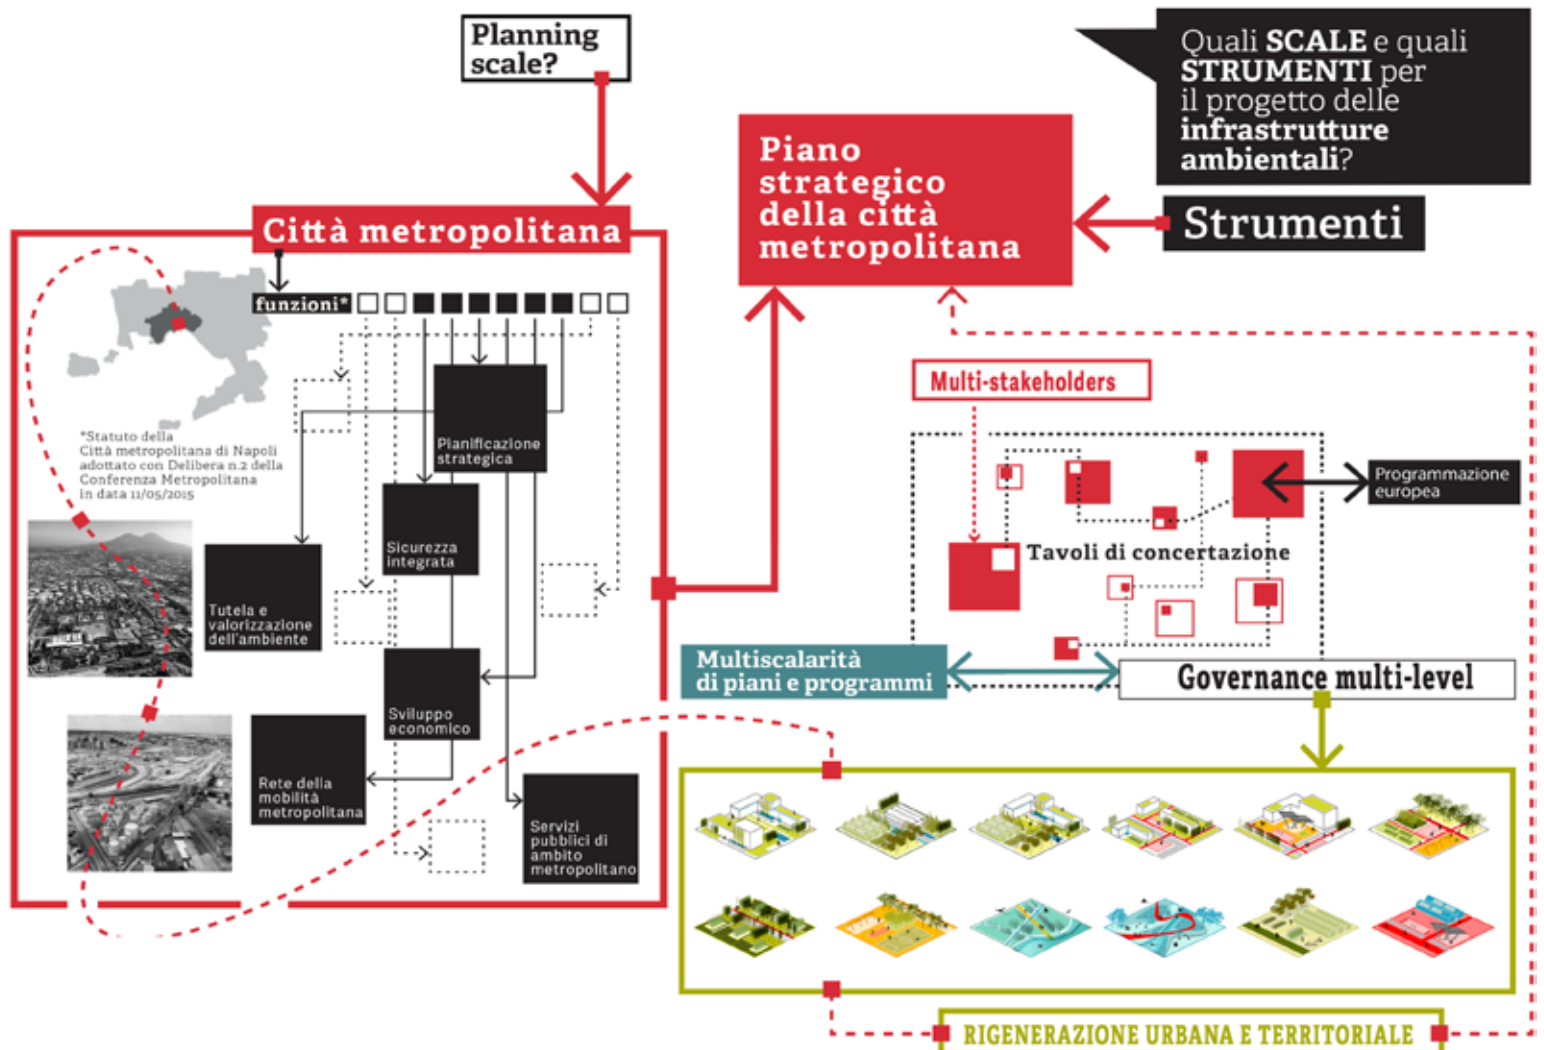 Planning
scale?
Quali SCALE e quali
STRUMENTI per
il progetto delle
infrastrutture
ambientali?
Piano
strategico
della città
metropolitana
Strumenti
Città metropolitana
funzioni*
*Statuto della
Città metropolitana di Napoli
adottato con Delibera n.2 della
Conferenza Metropolitana
in data 11/05/2015
Pianificazione
strategica
Sicurezza
integrata
Tutela e
valorizzazione
dell'ambiente
Sviluppo
economico
Rete della
mobilità
metropolitana
Servizi
pubblici di
ambito
metropolitano
Multi-stakeholders
Programmazione
europea
Tavoli di concertazione
Multiscalarità
di piani e programmi
Governance multi-level
RIGENERAZIONE URBANA E TERRITORIALE